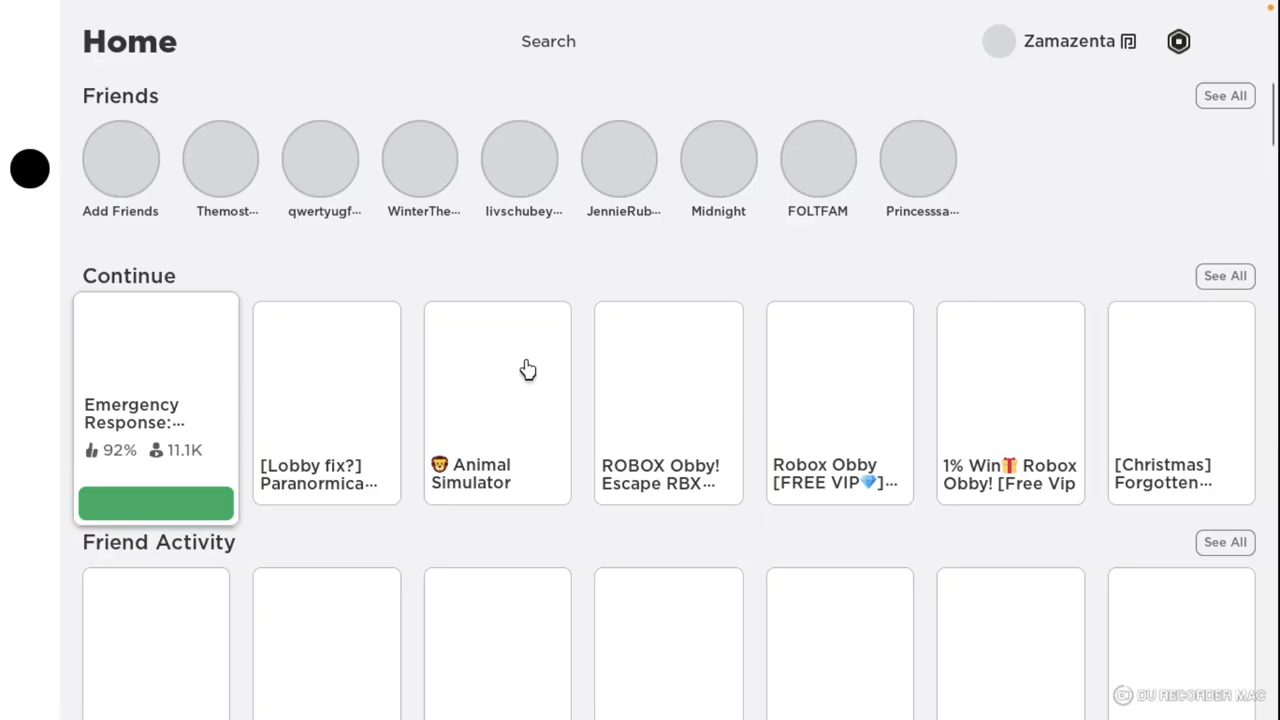 Home
Search
Zamazenta
Friends
See All
Add Friends
Themost...
qwertyugf...
WinterThe...
livschubey...
JennieRub...
Midnight
FOLTFAM
Princesssa...
Continue
See All
Emergency
Response:...
92% 11.1K
[Lobby fix?]
Paranormica...
🦁 Animal
Simulator
ROBOX Obby!
Escape RBX...
Robox Obby
[FREE VIP💎]...
1% Win🎁 Robox
Obby! [Free Vip
[Christmas]
Forgotten...
Friend Activity
See All
DU RECORDER MAC